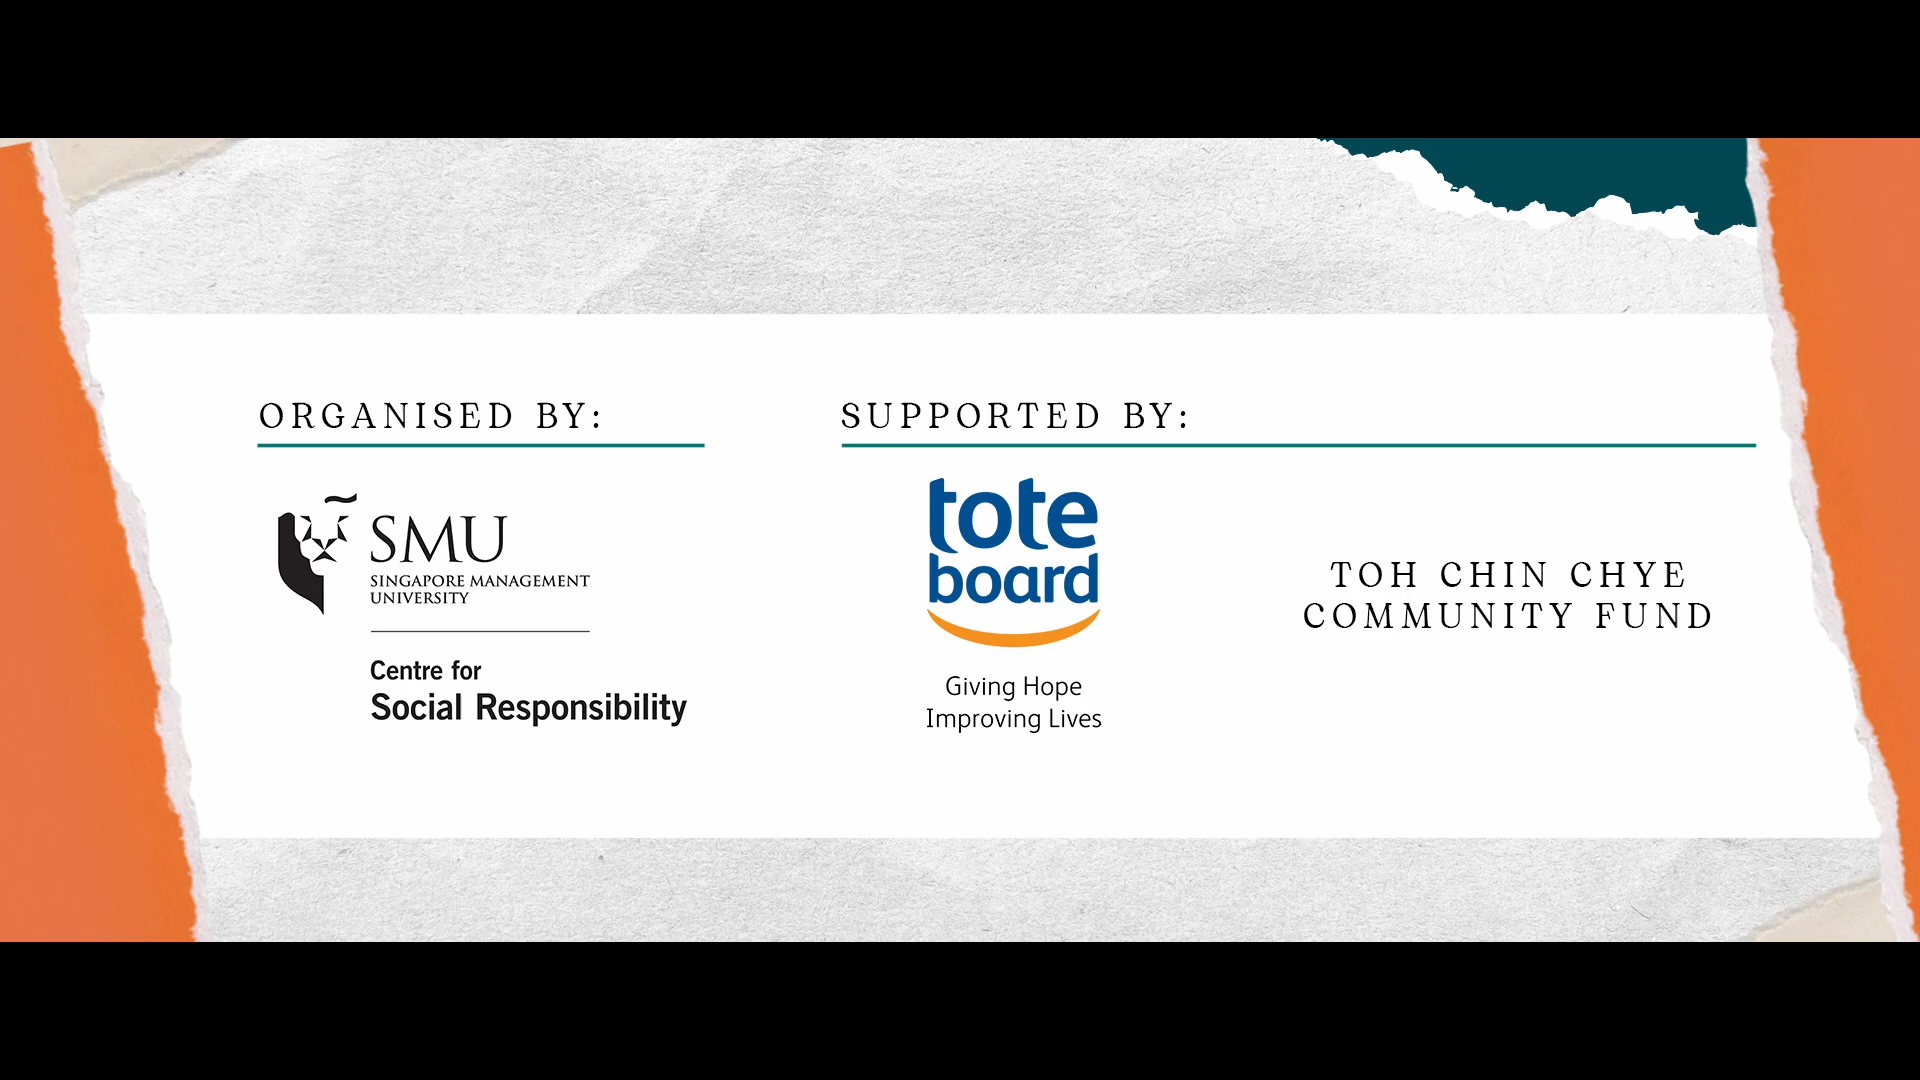 ORGANISED BY:
SMU
SINGAPORE MANAGEMENT
UNIVERSITY
Centre for
Social Responsibility
SUPPORTED BY:
tote
board
Giving Hope
Improving Lives
TOH CHIN CHYE
COMMUNITY FUND